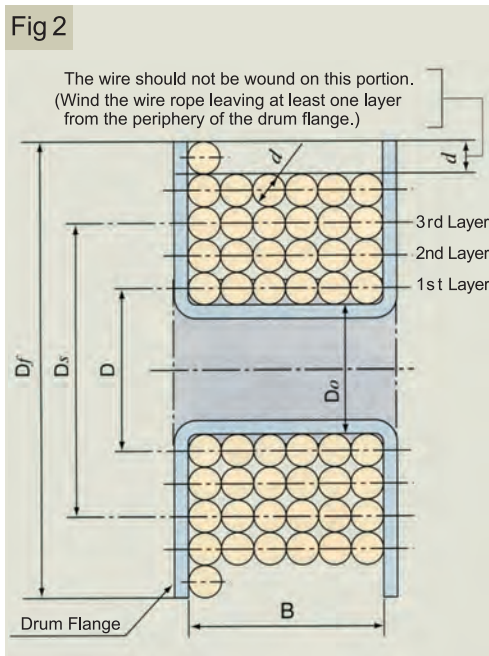 Fig 2
The wire should not be wound on this portion.
(Wind the wire rope leaving at least one layer
from the periphery of the drum flange.)
d
d
3rd Layer
2nd Layer
1st Layer
Df
Ds
D
Do
B
Drum Flange